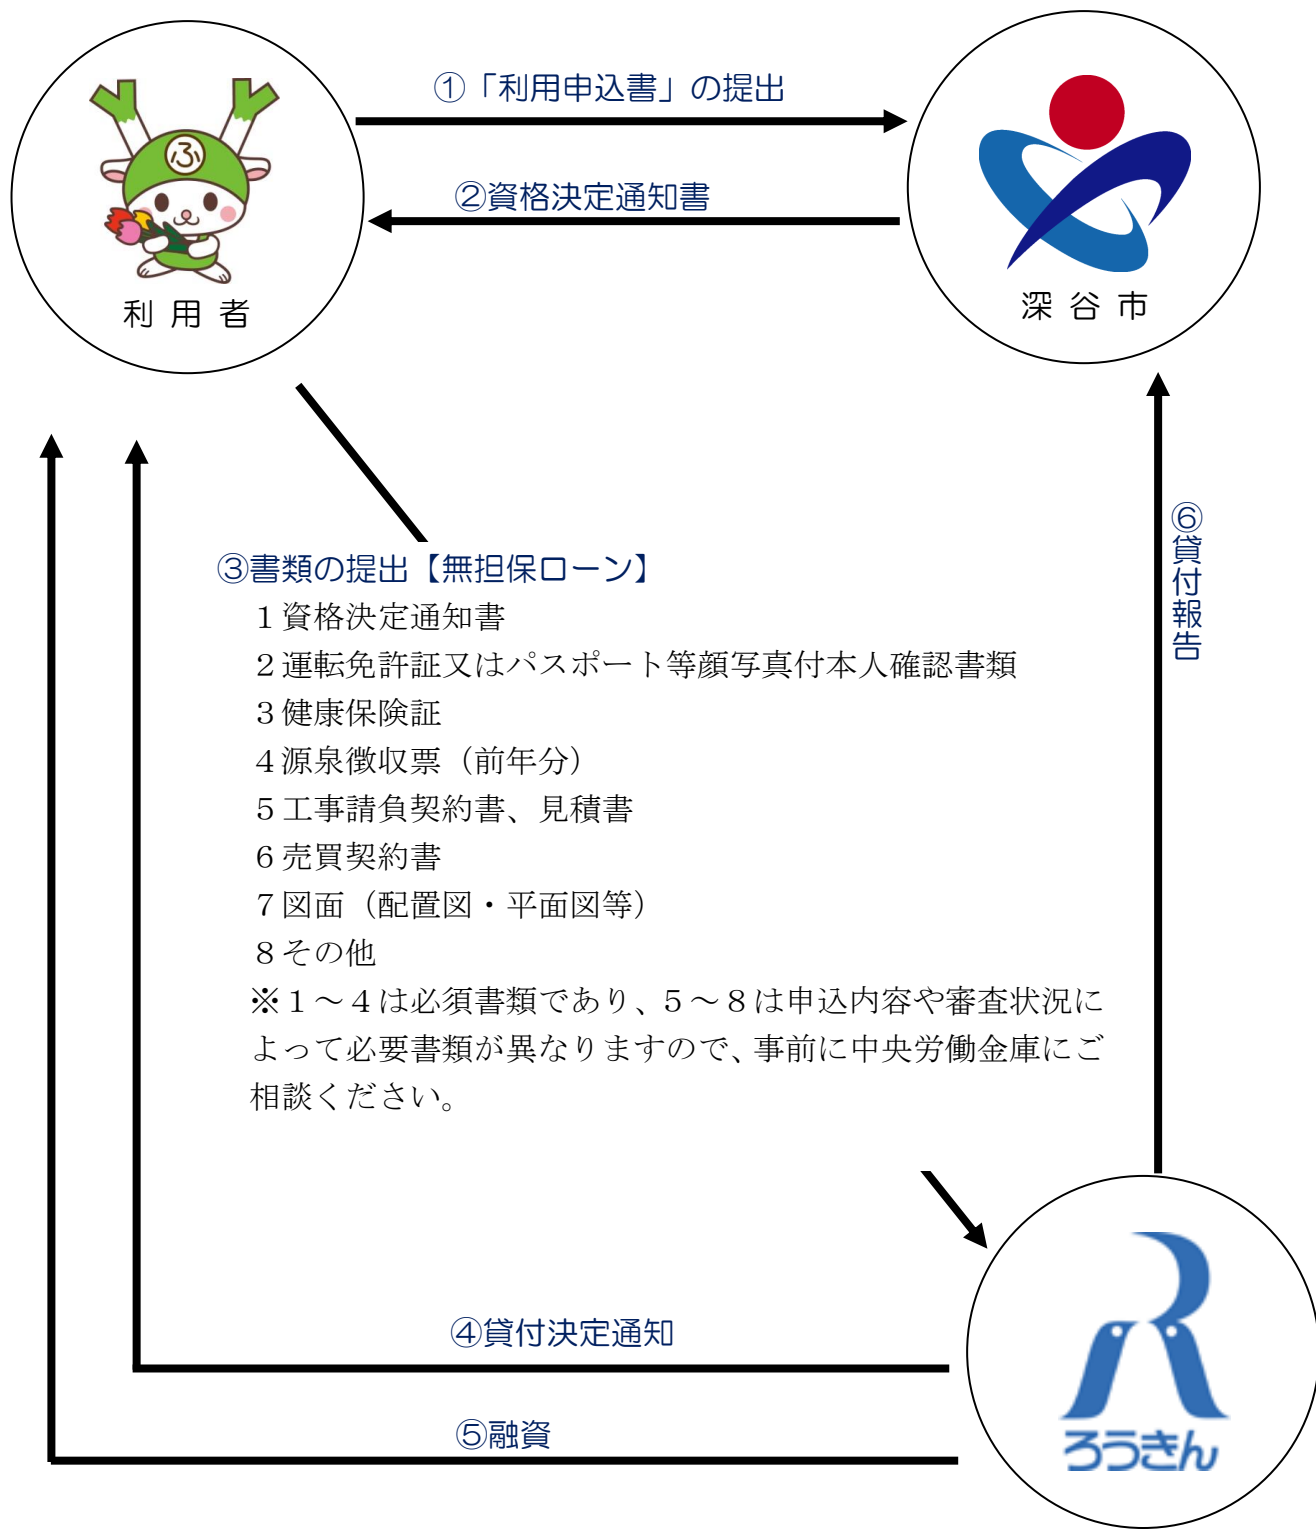 ①「利用申込書」の提出
②資格決定通知書
ふ
利用者
深谷市
③書類の提出【無担保ローン】
１資格決定通知書
２運転免許証又はパスポート等顔写真付本人確認書類
３健康保険証
４源泉徴収票（前年分）
５工事請負契約書、見積書
６売買契約書
７図面（配置図・平面図等）
８その他
※１～４は必須書類であり、５～８は申込内容や審査状況に
よって必要書類が異なりますので、事前に中央労働金庫にご
相談ください。
⑥貸付報告
④貸付決定通知
⑤融資
ろうきん